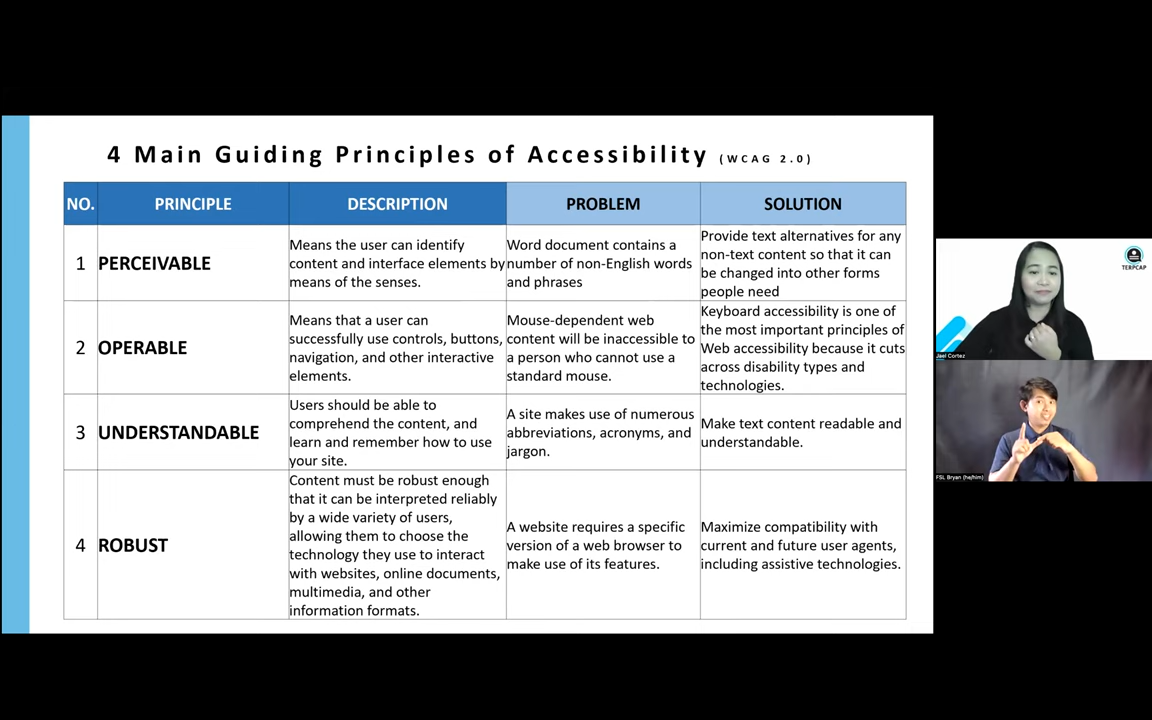 4 Main Guiding Principles of Accessibility (WCAG 2.0)
NO. PRINCIPLE DESCRIPTION PROBLEM SOLUTION
1 PERCEIVABLE
Means the user can identify
content and interface elements by
means of the senses.
Word document contains a
number of non-English words
and phrases
Provide text alternatives for any
non-text content so that it can
be changed into other forms
people need
2 OPERABLE
Means that a user can
successfully use controls, buttons,
navigation, and other interactive
elements.
Mouse-dependent web
content will be inaccessible to
a person who cannot use a
standard mouse.
Keyboard accessibility is one of
the most important principles of
Web accessibility because it cuts
across disability types and
technologies.
3 UNDERSTANDABLE
Users should be able to
comprehend the content, and
learn and remember how to use
your site.
A site makes use of numerous
abbreviations, acronyms, and
jargon.
Make text content readable and
understandable.
4 ROBUST
Content must be robust enough
that it can be interpreted reliably
by a wide variety of users,
allowing them to choose the
technology they use to interact
with websites, online documents,
multimedia, and other
information formats.
A website requires a specific
version of a web browser to
make use of its features.
Maximize compatibility with
current and future user agents,
including assistive technologies.
TERPCAP
Jael Cortez
FSL Bryan (he/him)